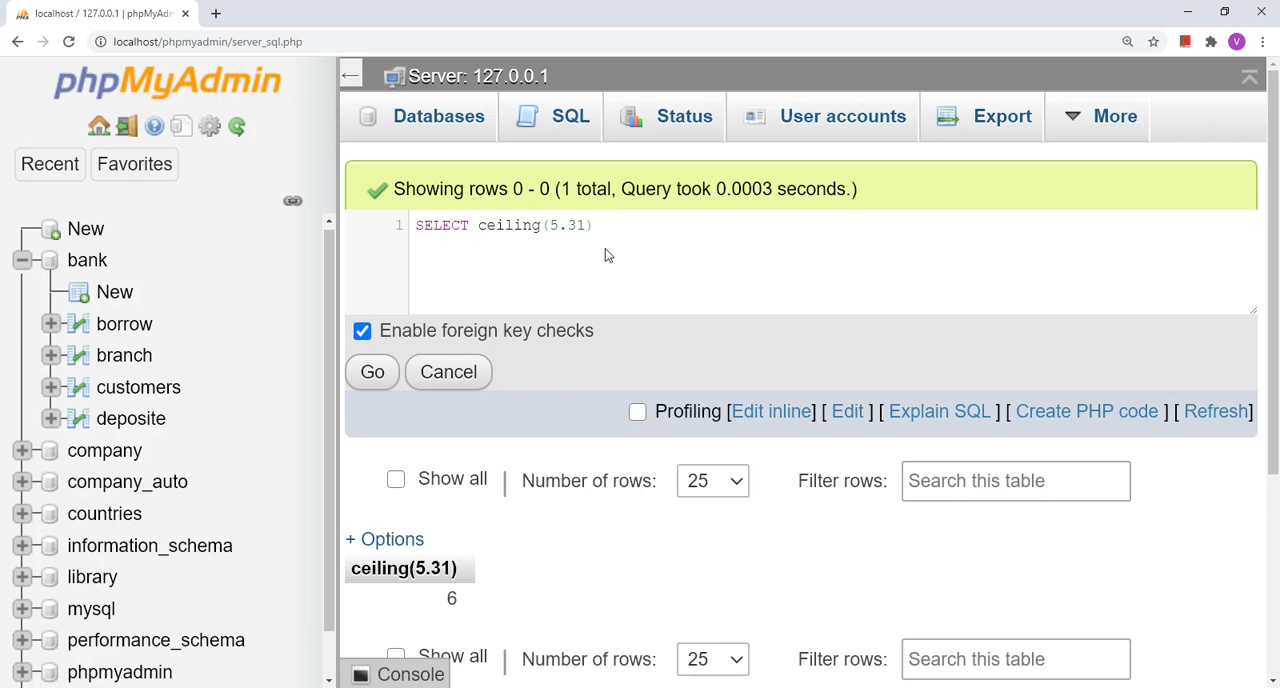 localhost / 127.0.0.1 | phpMyAdm
localhost/phpmyadmin/server_sql.php
V
phpMyAdmin
Recent Favorites
New
bank
New
borrow
branch
customers
deposite
company
company_auto
countries
information_schema
library
mysql
performance_schema
phpmyadmin
Server: 127.0.0.1
Databases SQL Status User accounts Export More
Showing rows 0 - 0 (1 total, Query took 0.0003 seconds.)
1 SELECT ceiling(5.31)
Enable foreign key checks
Go Cancel
Profiling [Edit inline] [ Edit ] [ Explain SQL ] [ Create PHP code ] [ Refresh]
Show all | Number of rows: 25 Filter rows: Search this table
+ Options
ceiling(5.31)
6
Show all | Number of rows: 25 Filter rows: Search this table
Console